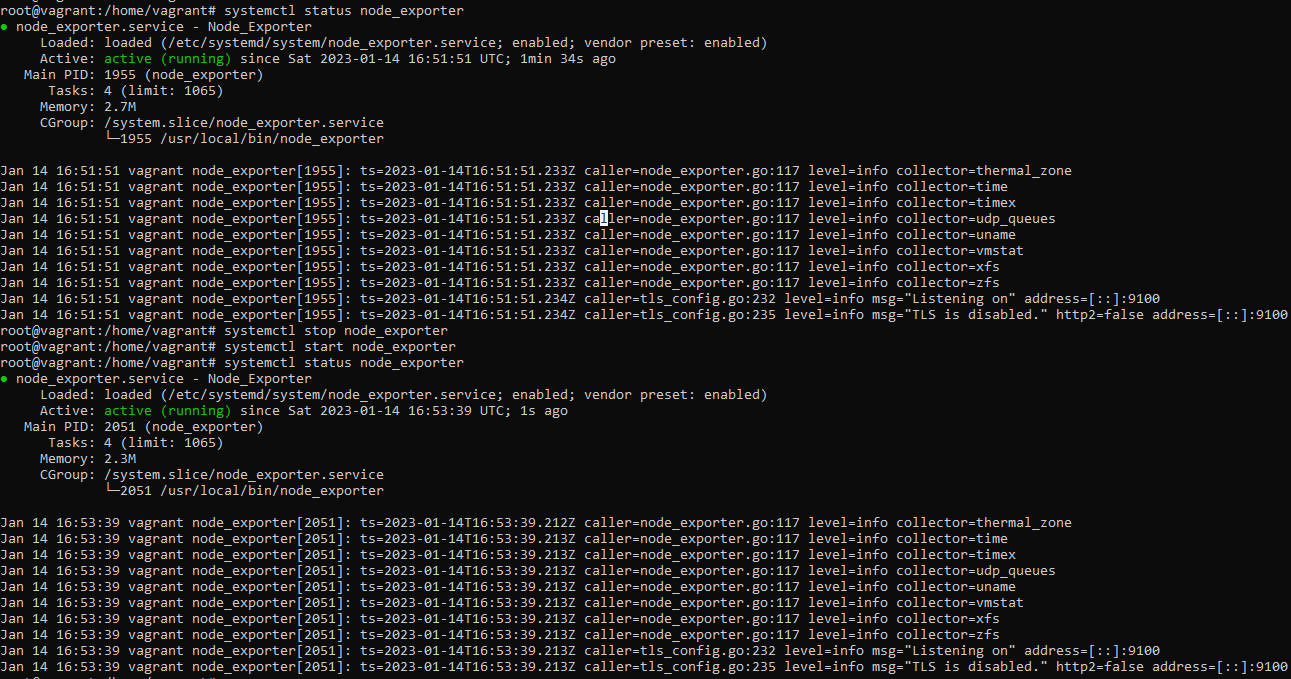 root@vagrant:/home/vagrant# systemctl status node_exporter
● node_exporter.service - Node_Exporter
     Loaded: loaded (/etc/systemd/system/node_exporter.service; enabled; vendor preset: enabled)
     Active: active (running) since Sat 2023-01-14 16:51:51 UTC; 1min 34s ago
   Main PID: 1955 (node_exporter)
      Tasks: 4 (limit: 1065)
     Memory: 2.7M
     CGroup: /system.slice/node_exporter.service
             └─1955 /usr/local/bin/node_exporter

Jan 14 16:51:51 vagrant node_exporter[1955]: ts=2023-01-14T16:51:51.233Z caller=node_exporter.go:117 level=info collector=thermal_zone
Jan 14 16:51:51 vagrant node_exporter[1955]: ts=2023-01-14T16:51:51.233Z caller=node_exporter.go:117 level=info collector=time
Jan 14 16:51:51 vagrant node_exporter[1955]: ts=2023-01-14T16:51:51.233Z caller=node_exporter.go:117 level=info collector=timex
Jan 14 16:51:51 vagrant node_exporter[1955]: ts=2023-01-14T16:51:51.233Z caller=node_exporter.go:117 level=info collector=udp_queues
Jan 14 16:51:51 vagrant node_exporter[1955]: ts=2023-01-14T16:51:51.233Z caller=node_exporter.go:117 level=info collector=uname
Jan 14 16:51:51 vagrant node_exporter[1955]: ts=2023-01-14T16:51:51.233Z caller=node_exporter.go:117 level=info collector=vmstat
Jan 14 16:51:51 vagrant node_exporter[1955]: ts=2023-01-14T16:51:51.233Z caller=node_exporter.go:117 level=info collector=xfs
Jan 14 16:51:51 vagrant node_exporter[1955]: ts=2023-01-14T16:51:51.233Z caller=node_exporter.go:117 level=info collector=zfs
Jan 14 16:51:51 vagrant node_exporter[1955]: ts=2023-01-14T16:51:51.234Z caller=tls_config.go:232 level=info msg="Listening on" address=[::]:9100
Jan 14 16:51:51 vagrant node_exporter[1955]: ts=2023-01-14T16:51:51.234Z caller=tls_config.go:235 level=info msg="TLS is disabled." http2=false address=[::]:9100
root@vagrant:/home/vagrant# systemctl stop node_exporter
root@vagrant:/home/vagrant# systemctl start node_exporter
root@vagrant:/home/vagrant# systemctl status node_exporter
● node_exporter.service - Node_Exporter
     Loaded: loaded (/etc/systemd/system/node_exporter.service; enabled; vendor preset: enabled)
     Active: active (running) since Sat 2023-01-14 16:53:39 UTC; 1s ago
   Main PID: 2051 (node_exporter)
      Tasks: 4 (limit: 1065)
     Memory: 2.3M
     CGroup: /system.slice/node_exporter.service
             └─2051 /usr/local/bin/node_exporter

Jan 14 16:53:39 vagrant node_exporter[2051]: ts=2023-01-14T16:53:39.212Z caller=node_exporter.go:117 level=info collector=thermal_zone
Jan 14 16:53:39 vagrant node_exporter[2051]: ts=2023-01-14T16:53:39.213Z caller=node_exporter.go:117 level=info collector=time
Jan 14 16:53:39 vagrant node_exporter[2051]: ts=2023-01-14T16:53:39.213Z caller=node_exporter.go:117 level=info collector=timex
Jan 14 16:53:39 vagrant node_exporter[2051]: ts=2023-01-14T16:53:39.213Z caller=node_exporter.go:117 level=info collector=udp_queues
Jan 14 16:53:39 vagrant node_exporter[2051]: ts=2023-01-14T16:53:39.213Z caller=node_exporter.go:117 level=info collector=uname
Jan 14 16:53:39 vagrant node_exporter[2051]: ts=2023-01-14T16:53:39.213Z caller=node_exporter.go:117 level=info collector=vmstat
Jan 14 16:53:39 vagrant node_exporter[2051]: ts=2023-01-14T16:53:39.213Z caller=node_exporter.go:117 level=info collector=xfs
Jan 14 16:53:39 vagrant node_exporter[2051]: ts=2023-01-14T16:53:39.213Z caller=node_exporter.go:117 level=info collector=zfs
Jan 14 16:53:39 vagrant node_exporter[2051]: ts=2023-01-14T16:53:39.213Z caller=tls_config.go:232 level=info msg="Listening on" address=[::]:9100
Jan 14 16:53:39 vagrant node_exporter[2051]: ts=2023-01-14T16:53:39.213Z caller=tls_config.go:235 level=info msg="TLS is disabled." http2=false address=[::]:9100